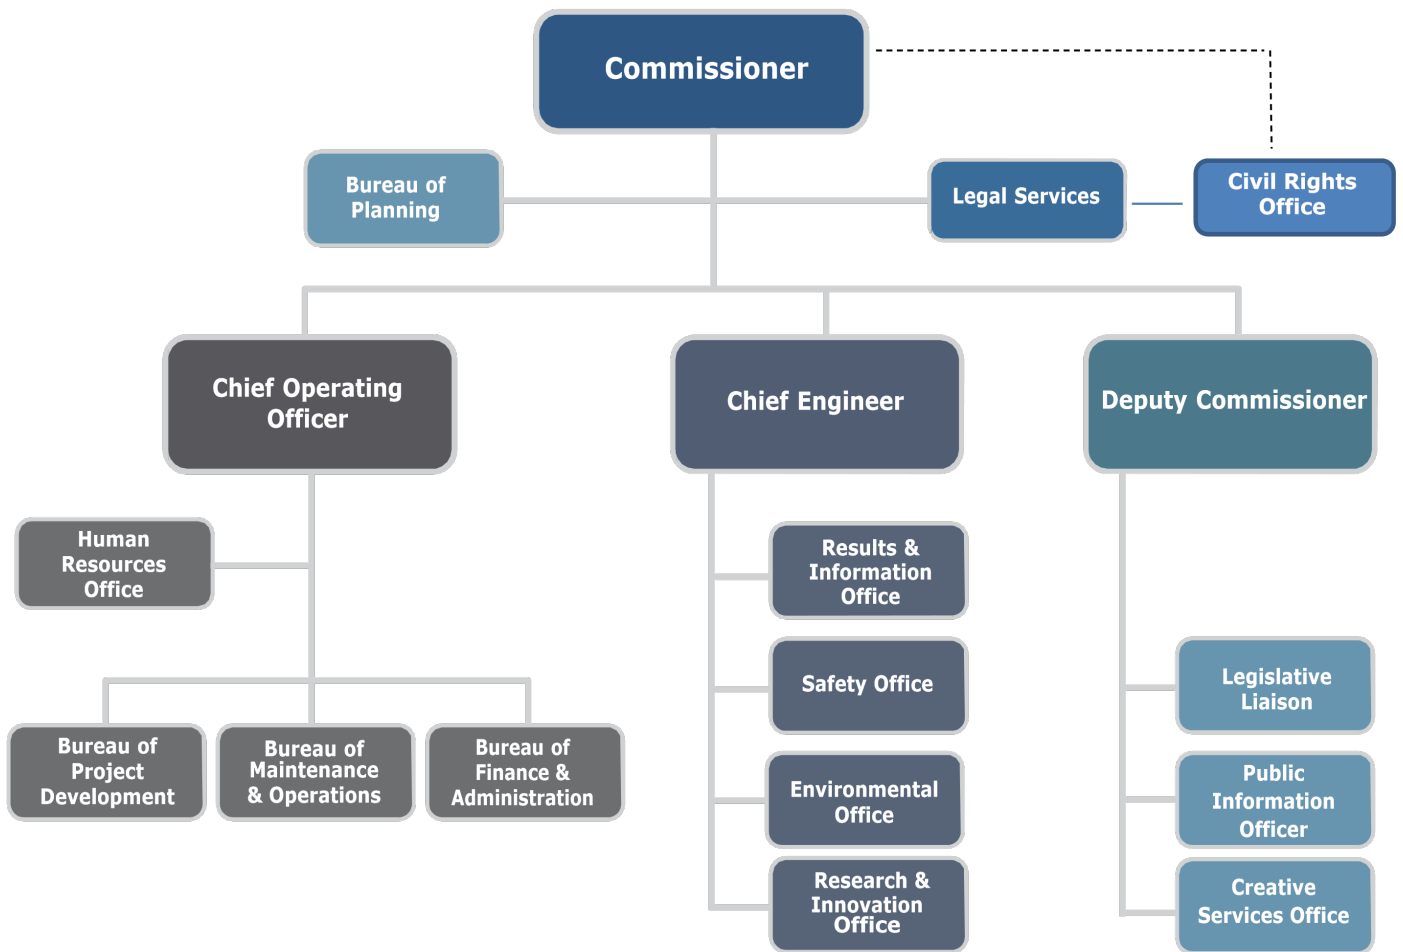 Commissioner
Bureau of
Planning
Legal Services
Civil Rights
Office
Chief Operating
Officer
Chief Engineer
Deputy Commissioner
Human
Resources
Office
Bureau of
Project
Development
Bureau of
Maintenance
& Operations
Bureau of
Finance &
Administration
Results &
Information
Office
Safety Office
Environmental
Office
Research &
Innovation
Office
Legislative
Liaison
Public
Information
Officer
Creative
Services Office